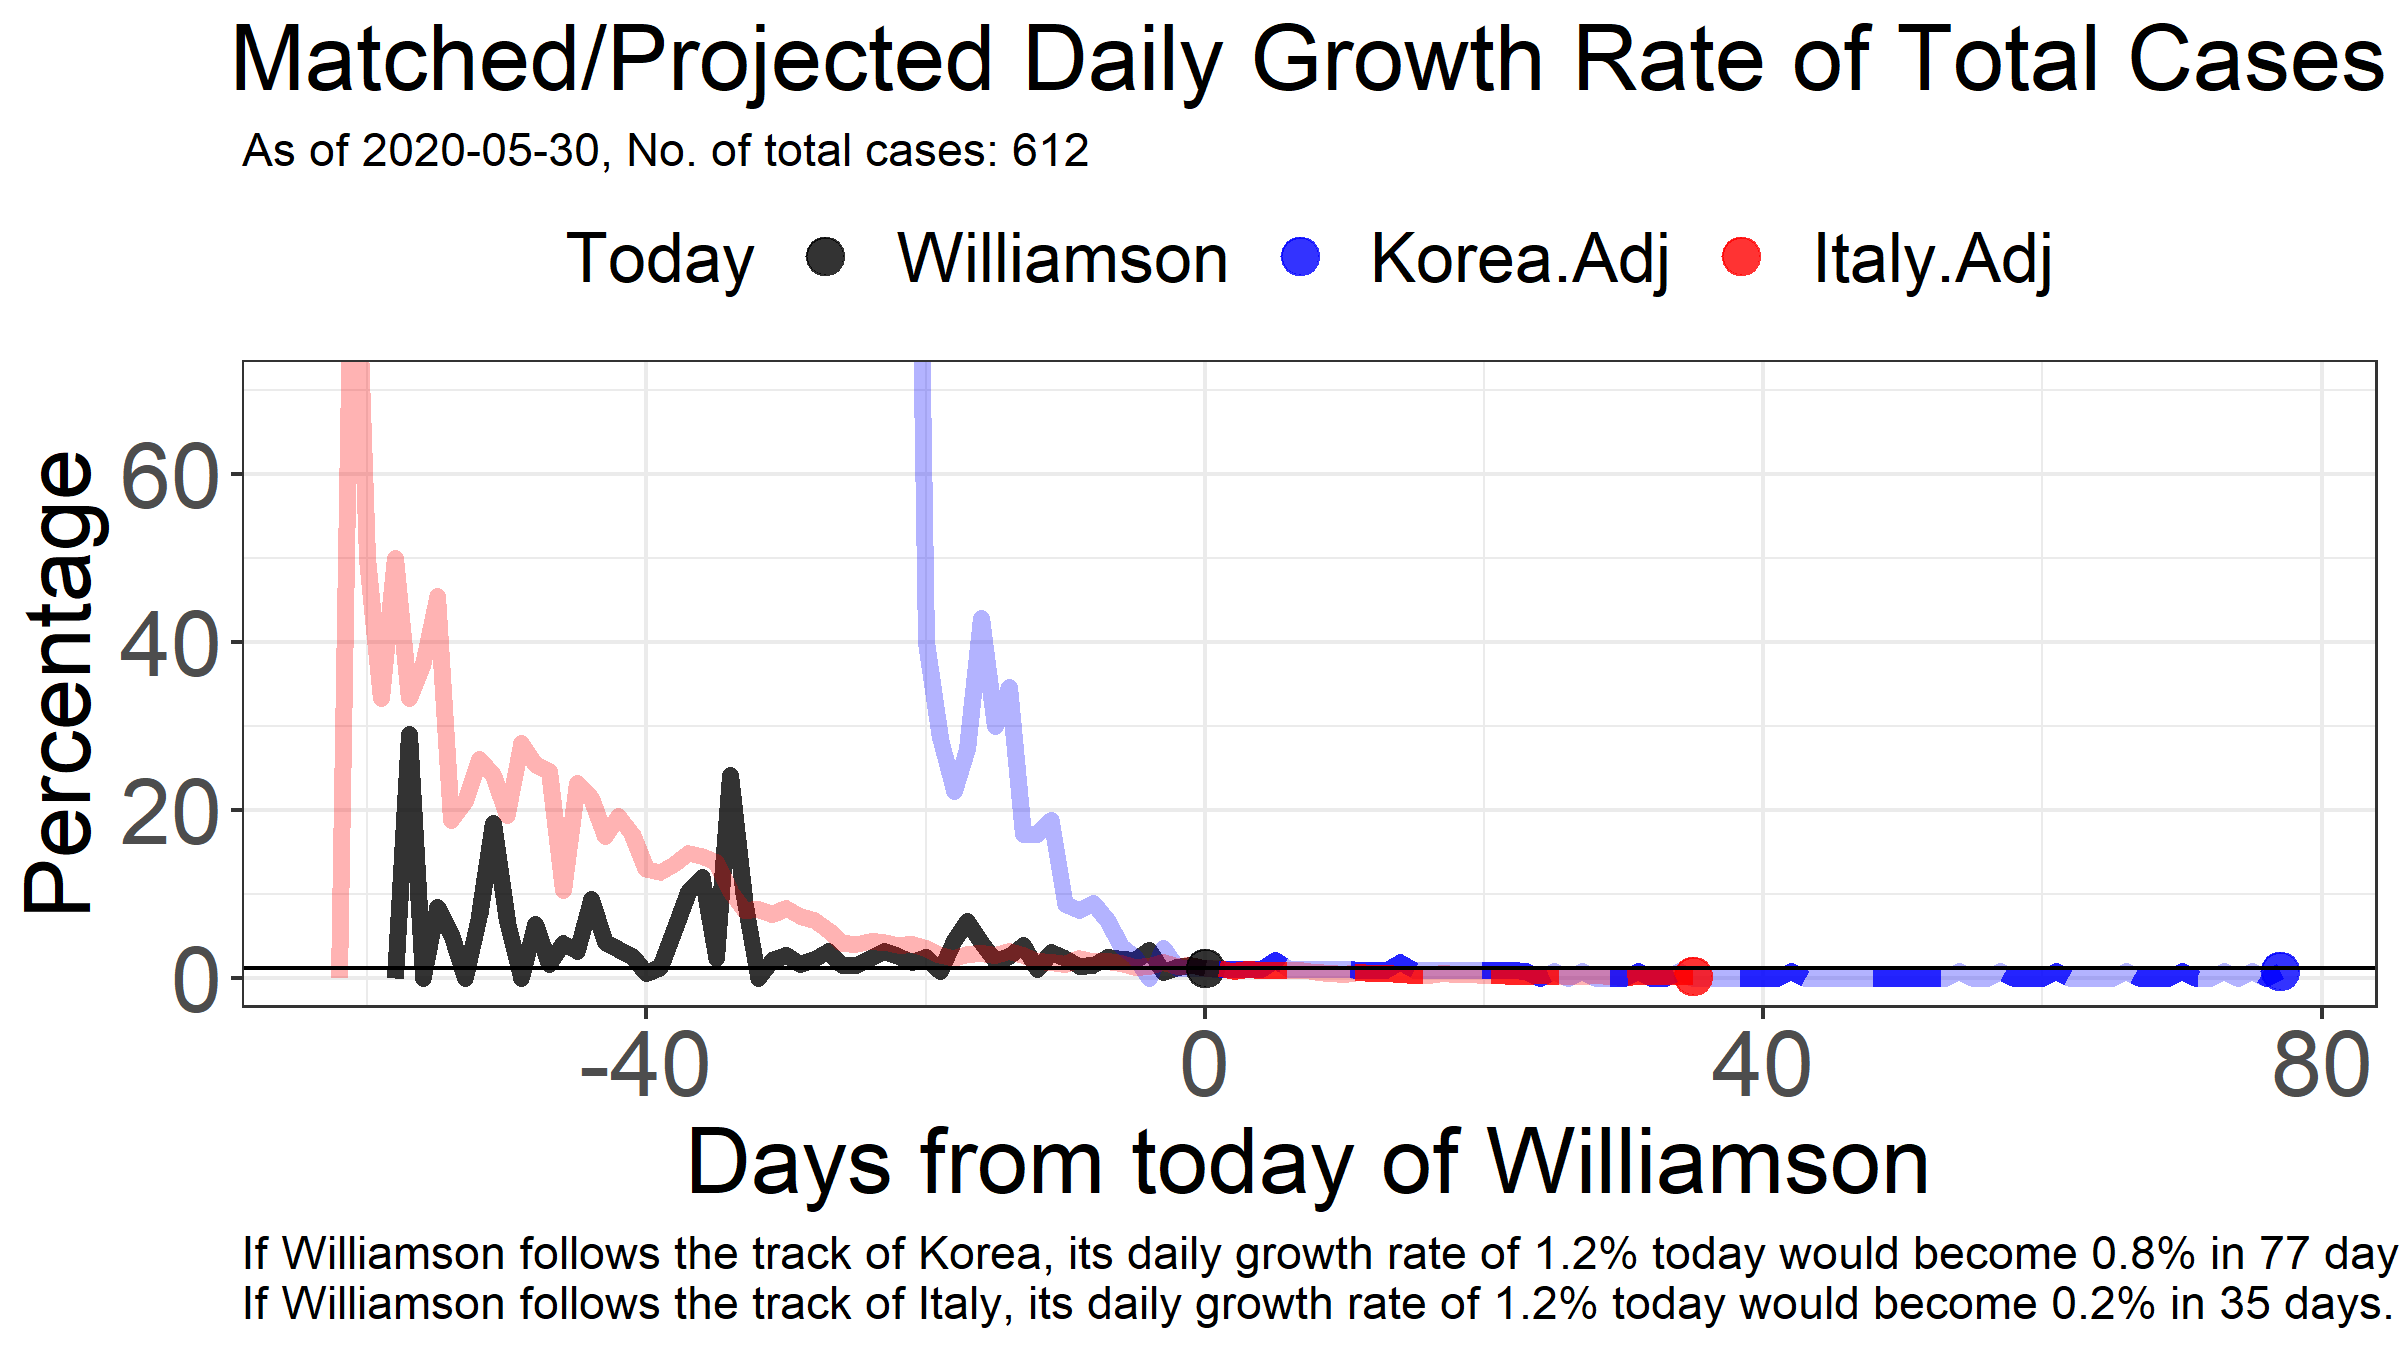 Matched/Projected Daily Growth Rate of Total Cases
As of 2020-05-30, No. of total cases: 612
Today Williamson Korea.Adj Italy.Adj
Percentage
60
40
20
0
-40 0 40 80
Days from today of Williamson
If Williamson follows the track of Korea, its daily growth rate of 1.2% today would become 0.8% in 77 day
If Williamson follows the track of Italy, its daily growth rate of 1.2% today would become 0.2% in 35 days.